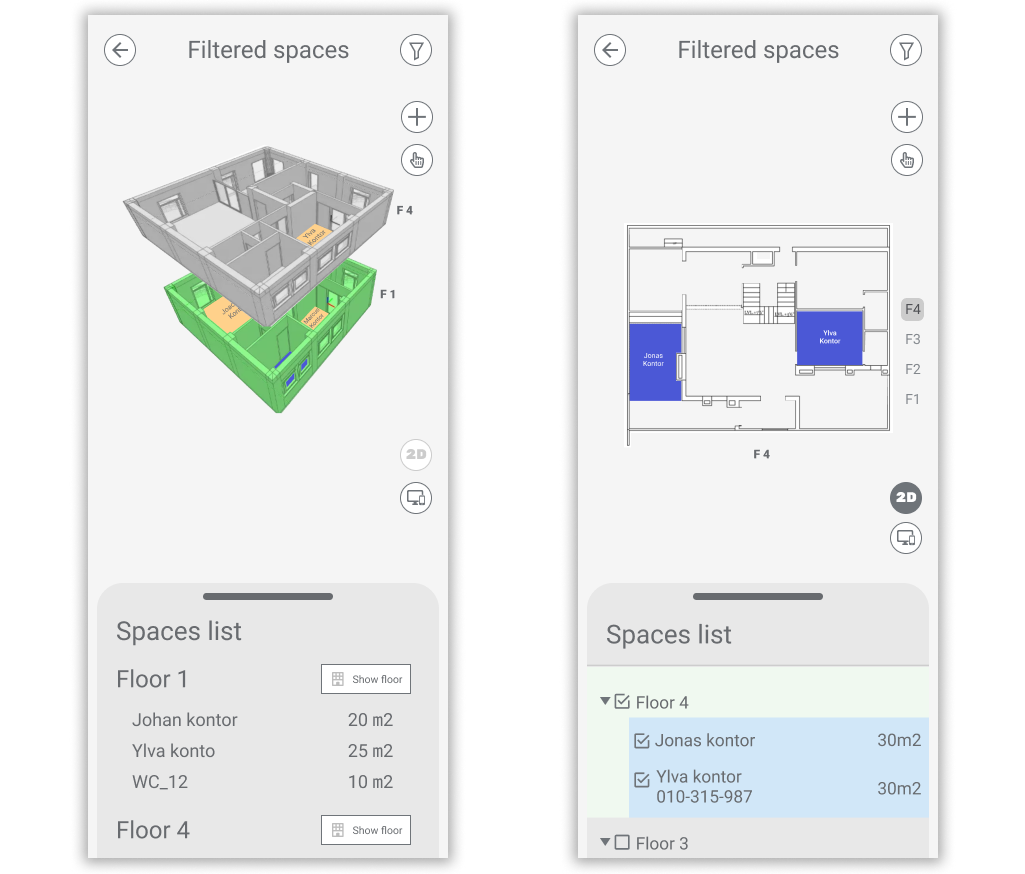 Filtered spaces
F 4
Ylva
Kontor
F 1
Marcus
Kontor
2D
Spaces list
Floor 1
Show floor
Johan kontor
20 m2
Ylva konto
25 m2
WC_12
10 m2
Floor 4
Show floor
Filtered spaces
F4
F3
F2
F1
Ylva
Kontor
Jonas
Kontor
F 4
2D
Spaces list
Floor 4
Jonas kontor
30m2
Ylva kontor
010-315-987
30m2
Floor 3